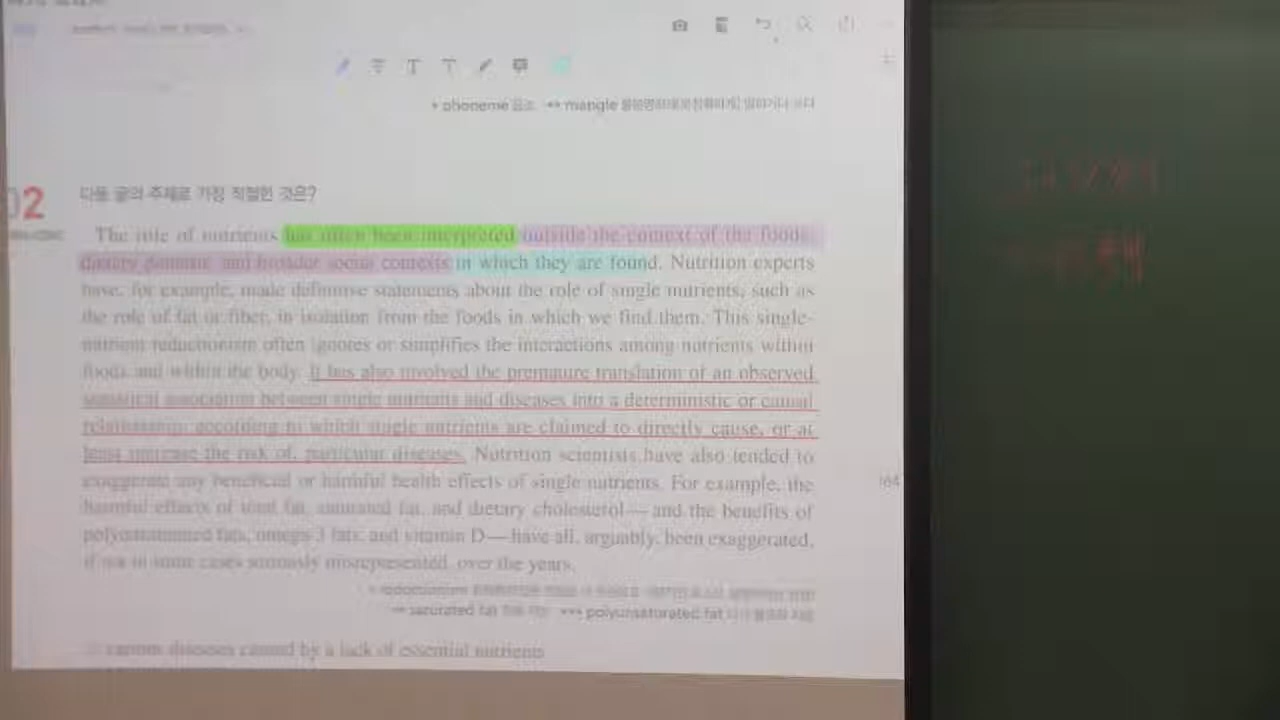 * phoneme 음소 ** mangle
02
다음 글의 주제로 가장 적절한 것은?
The role of nutrients has often been interpreted outside the context of the foods,
dietary patterns, and broader social contexts in which they are found. Nutrition experts
have, for example, made definitive statements about the role of single nutrients, such as
the role of fat or fiber, in isolation from the foods in which we find them. This single-
nutrient reductionism often ignores or simplifies the interactions among nutrients within
foods and within the body. It has also involved the premature translation of an observed
statistical association between single nutrients and diseases into a deterministic or causal
relationship, according to which single nutrients are claimed to directly cause, or at
least increase the risk of, particular diseases. Nutrition scientists have also tended to
exaggerate any beneficial or harmful health effects of single nutrients. For example, the
harmful effects of total fat, saturated fat, and dietary cholesterol—and the benefits of
polyunsaturated fats, omega-3 fats, and vitamin D—have all, arguably, been exaggerated,
if not in some cases seriously misrepresented, over the years.
* reductionism
** saturated fat *** polyunsaturated fat
various diseases caused by a lack of essential nutrients